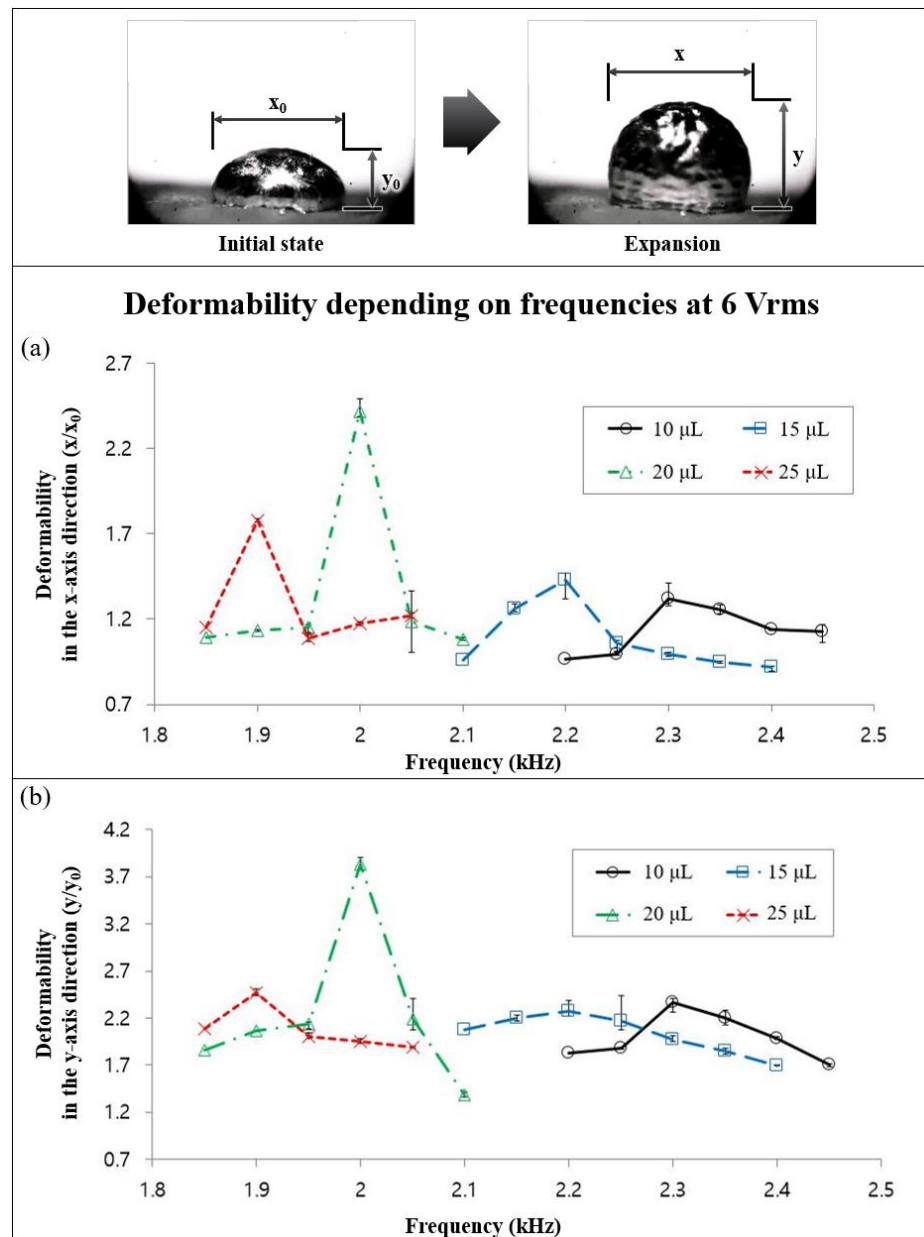 x₀
y₀
Initial state
x
y
Expansion
Deformability depending on frequencies at 6 Vrms
(a)
Deformability
in the x-axis direction (x/x₀)
2.7
2.2
1.7
1.2
0.7
10 μL
15 μL
20 μL
25 μL
1.8
1.9
2
2.1
2.2
2.3
2.4
2.5
Frequency (kHz)
(b)
Deformability
in the y-axis direction (y/y₀)
4.2
3.7
3.2
2.7
2.2
1.7
1.2
0.7
10 μL
15 μL
20 μL
25 μL
1.8
1.9
2
2.1
2.2
2.3
2.4
2.5
Frequency (kHz)